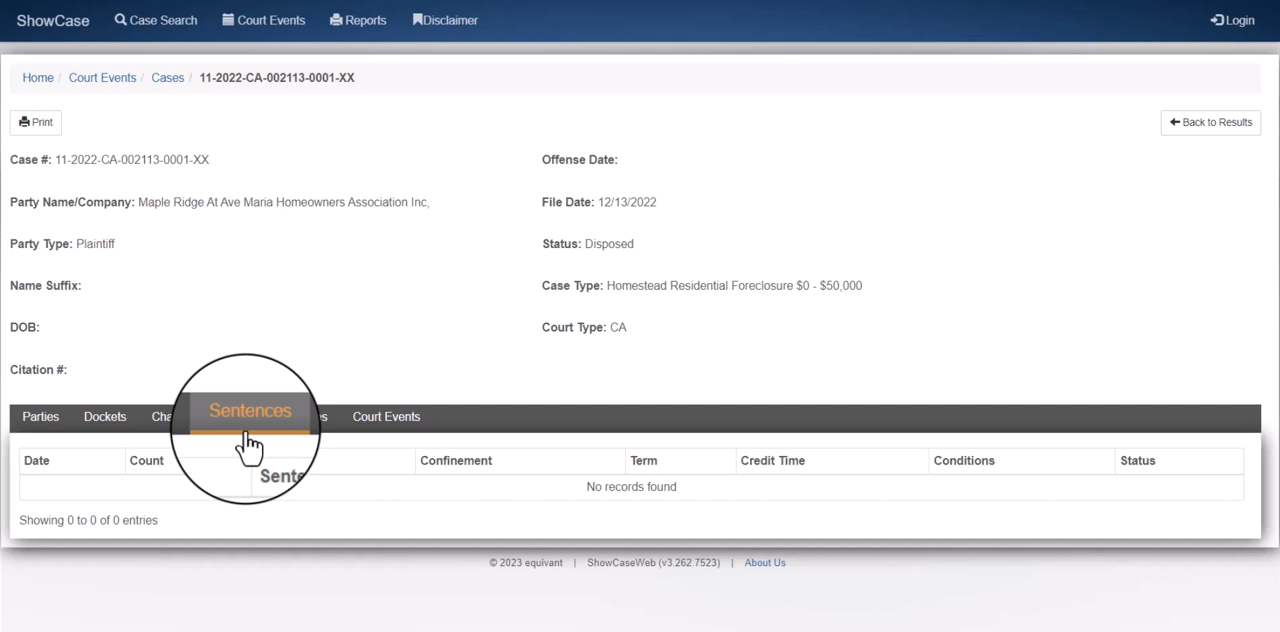 ShowCase Case Search Court Events Reports Disclaimer Login
Home / Court Events / Cases / 11-2022-CA-002113-0001-XX
Print Back to Results
Case #: 11-2022-CA-002113-0001-XX Offense Date:
Party Name/Company: Maple Ridge At Ave Maria Homeowners Association Inc, File Date: 12/13/2022
Party Type: Plaintiff Status: Disposed
Name Suffix: Case Type: Homestead Residential Foreclosure $0 - $50,000
DOB: Court Type: CA
Citation #:
Parties Dockets Sentences Court Events
Date Count Confinement Term Credit Time Conditions Status
No records found
Showing 0 to 0 of 0 entries
© 2023 equivant | ShowCaseWeb (v3.262.7523) | About Us